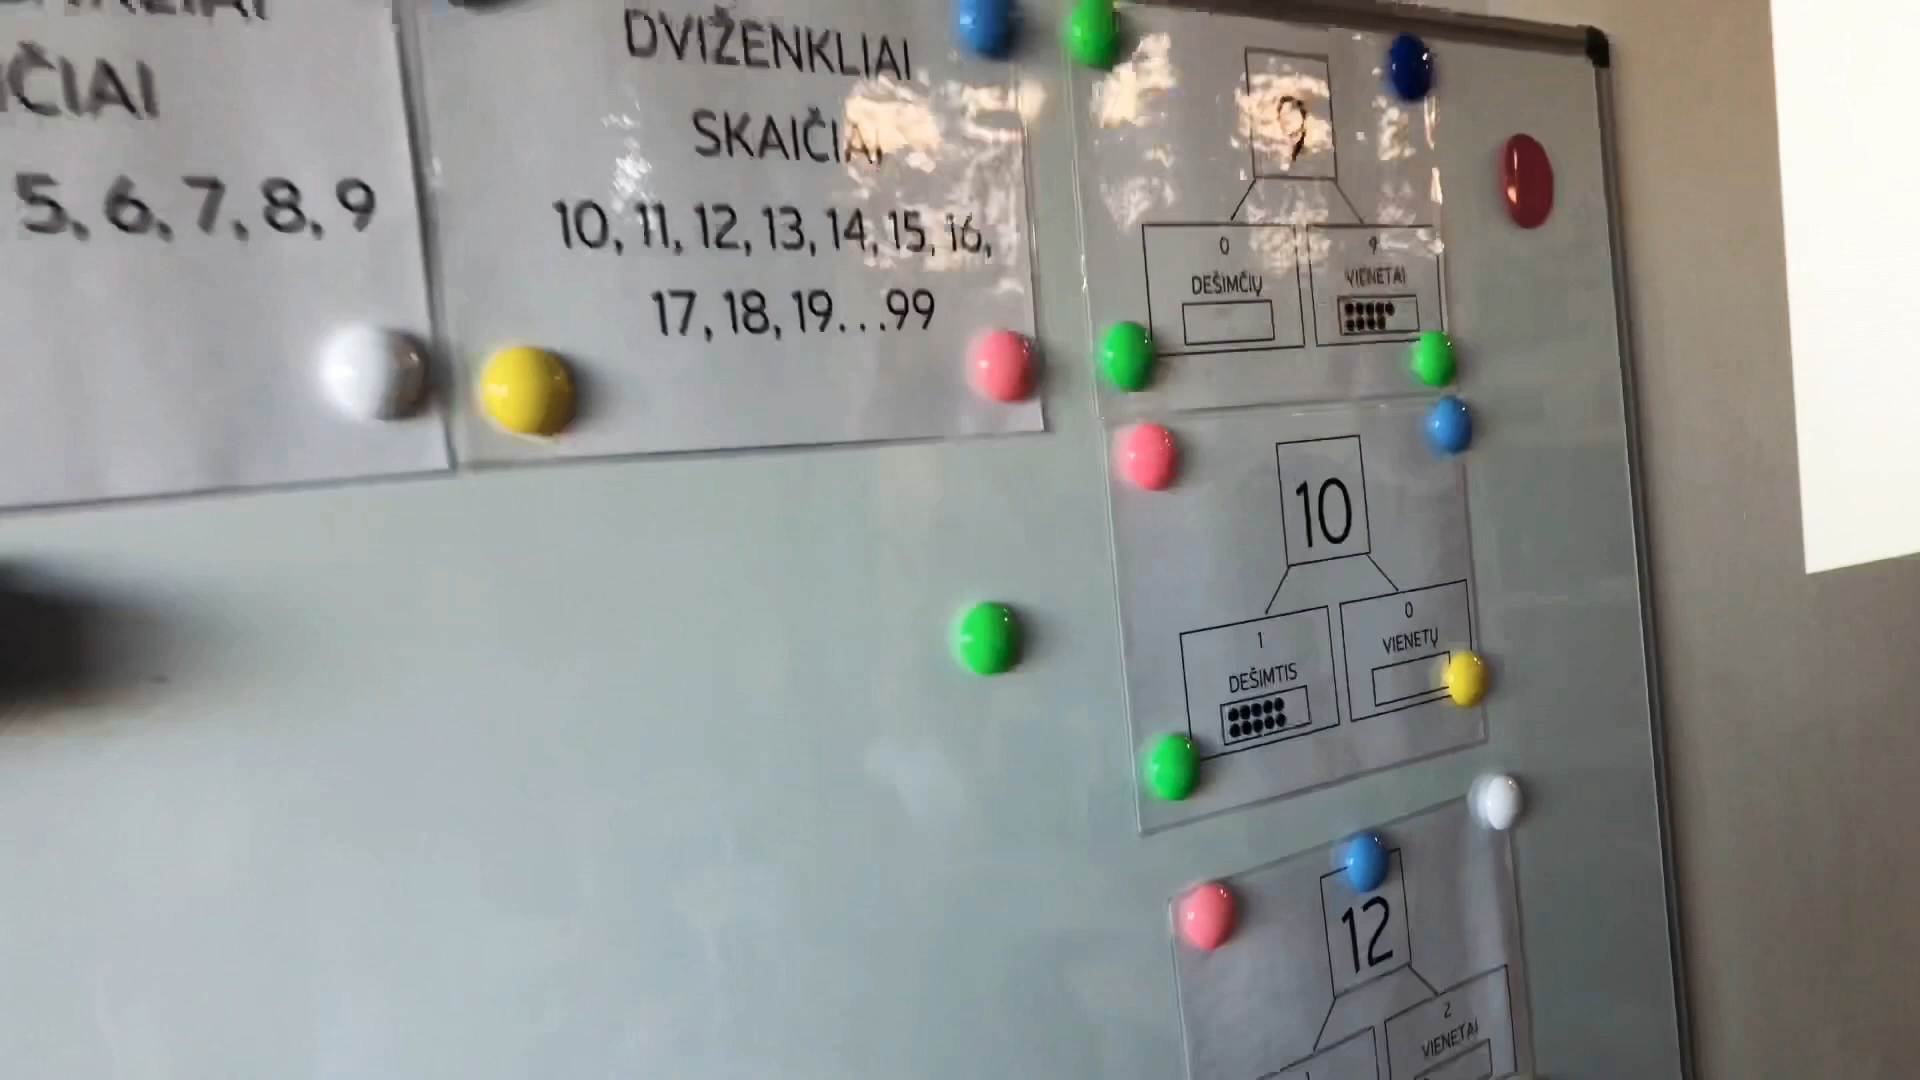 ČIAI
5, 6, 7, 8, 9
DVIŽENKLIAI
SKAIČIAI
10, 11, 12, 13, 14, 15, 16,
17, 18, 19...99
9
0
DEŠIMČIŲ
9
VIENETAI
10
1
DEŠIMTIS
0
VIENETŲ
12
1
2
VIENETAI